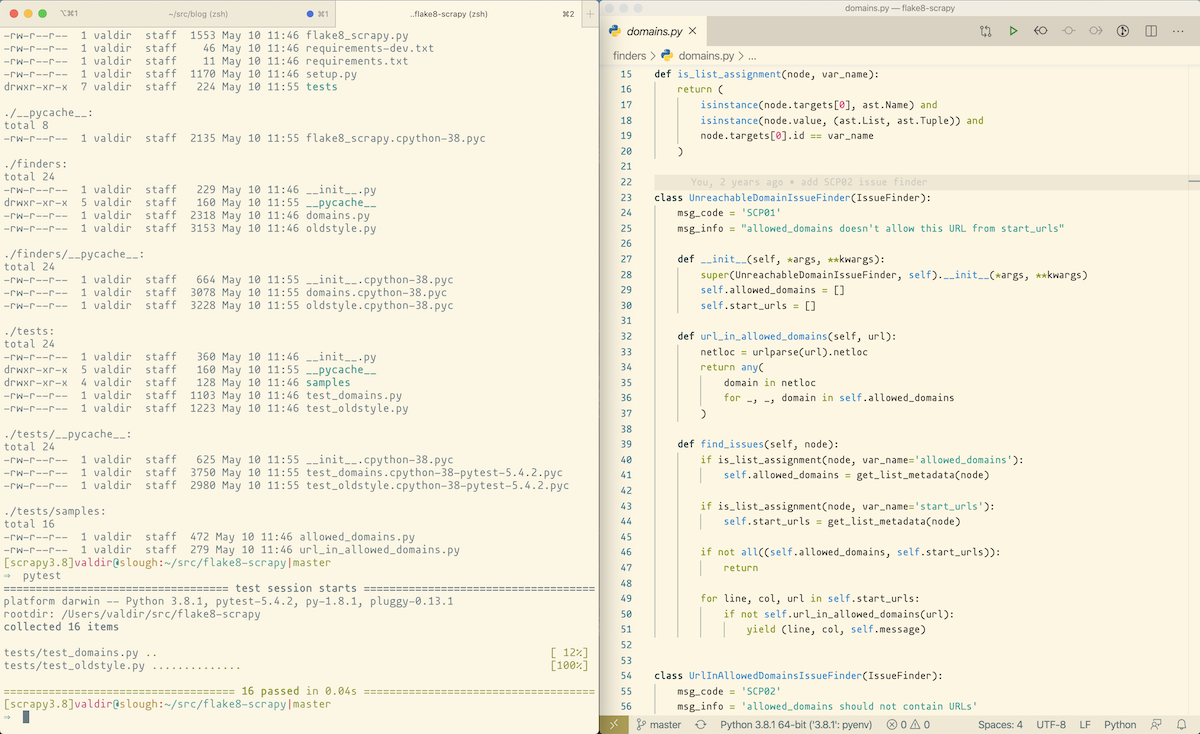 ⌥⌘1
~/src/blog (zsh)
⌘1
..flake8-scrapy (zsh)
⌘2
+
-rw-r--r--  1 valdir  staff  1553 May 10 11:46 flake8_scrapy.py
-rw-r--r--  1 valdir  staff    46 May 10 11:46 requirements-dev.txt
-rw-r--r--  1 valdir  staff    11 May 10 11:46 requirements.txt
-rw-r--r--  1 valdir  staff  1170 May 10 11:46 setup.py
drwxr-xr-x  7 valdir  staff   224 May 10 11:55 tests
./__pycache__:
total 8
-rw-r--r--  1 valdir  staff  2135 May 10 11:55 flake8_scrapy.cpython-38.pyc
./finders:
total 24
-rw-r--r--  1 valdir  staff   229 May 10 11:46 __init__.py
drwxr-xr-x  5 valdir  staff   160 May 10 11:55 __pycache__
-rw-r--r--  1 valdir  staff  2318 May 10 11:46 domains.py
-rw-r--r--  1 valdir  staff  3153 May 10 11:46 oldstyle.py
./finders/__pycache__:
total 24
-rw-r--r--  1 valdir  staff   664 May 10 11:55 __init__.cpython-38.pyc
-rw-r--r--  1 valdir  staff  3078 May 10 11:55 domains.cpython-38.pyc
-rw-r--r--  1 valdir  staff  3228 May 10 11:55 oldstyle.cpython-38.pyc
./tests:
total 24
-rw-r--r--  1 valdir  staff   360 May 10 11:46 __init__.py
drwxr-xr-x  5 valdir  staff   160 May 10 11:55 __pycache__
drwxr-xr-x  4 valdir  staff   128 May 10 11:46 samples
-rw-r--r--  1 valdir  staff  1103 May 10 11:46 test_domains.py
-rw-r--r--  1 valdir  staff  1223 May 10 11:46 test_oldstyle.py
./tests/__pycache__:
total 24
-rw-r--r--  1 valdir  staff   625 May 10 11:55 __init__.cpython-38.pyc
-rw-r--r--  1 valdir  staff  3750 May 10 11:55 test_domains.cpython-38-pytest-5.4.2.pyc
-rw-r--r--  1 valdir  staff  2980 May 10 11:55 test_oldstyle.cpython-38-pytest-5.4.2.pyc
./tests/samples:
total 16
-rw-r--r--  1 valdir  staff  472 May 10 11:46 allowed_domains.py
-rw-r--r--  1 valdir  staff  279 May 10 11:46 url_in_allowed_domains.py
[scrapy3.8]valdir@slough:~/src/flake8-scrapy|master
⇒  pytest
=================================== test session starts ====================================
platform darwin -- Python 3.8.1, pytest-5.4.2, py-1.8.1, pluggy-0.13.1
rootdir: /Users/valdir/src/flake8-scrapy
collected 16 items
tests/test_domains.py .. [ 12%]
tests/test_oldstyle.py .............. [100%]
==================================== 16 passed in 0.04s ====================================
[scrapy3.8]valdir@slough:~/src/flake8-scrapy|master
⇒
domains.py — flake8-scrapy
domains.py ×
finders > domains.py > ...
15 def is_list_assignment(node, var_name):
16     return (
17         isinstance(node.targets[0], ast.Name) and
18         isinstance(node.value, (ast.List, ast.Tuple)) and
19         node.targets[0].id == var_name
20     )
21
22 You, 2 years ago • add SCP02 issue finder
23 class UnreachableDomainIssueFinder(IssueFinder):
24     msg_code = 'SCP01'
25     msg_info = "allowed_domains doesn't allow this URL from start_urls"
26
27     def __init__(self, *args, **kwargs):
28         super(UnreachableDomainIssueFinder, self).__init__(*args, **kwargs)
29         self.allowed_domains = []
30         self.start_urls = []
31
32     def url_in_allowed_domains(self, url):
33         netloc = urlparse(url).netloc
34         return any(
35             domain in netloc
36             for _, _, domain in self.allowed_domains
37         )
38
39     def find_issues(self, node):
40         if is_list_assignment(node, var_name='allowed_domains'):
41             self.allowed_domains = get_list_metadata(node)
42
43         if is_list_assignment(node, var_name='start_urls'):
44             self.start_urls = get_list_metadata(node)
45
46         if not all((self.allowed_domains, self.start_urls)):
47             return
48
49         for line, col, url in self.start_urls:
50             if not self.url_in_allowed_domains(url):
51                 yield (line, col, self.message)
52
53
54 class UrlInAllowedDomainsIssueFinder(IssueFinder):
55     msg_code = 'SCP02'
56     msg_info = 'allowed_domains should not contain URLs'
master Python 3.8.1 64-bit ('3.8.1': pyenv) 0 0 Spaces: 4 UTF-8 LF Python